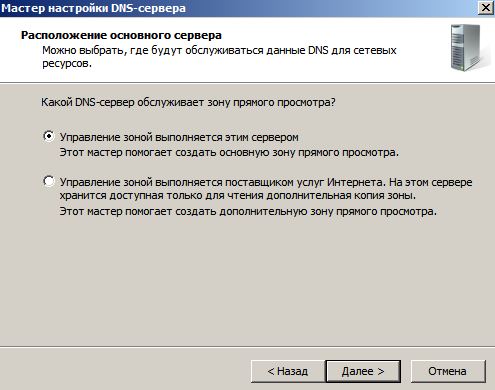 Мастер настройки DNS-сервера
Расположение основного сервера
Можно выбрать, где будут обслуживаться данные DNS для сетевых
ресурсов.
Какой DNS-сервер обслуживает зону прямого просмотра?
Управление зоной выполняется этим сервером
Этот мастер помогает создать основную зону прямого просмотра.
Управление зоной выполняется поставщиком услуг Интернета. На этом сервере
хранится доступная только для чтения дополнительная копия зоны.
Этот мастер помогает создать дополнительную зону прямого просмотра.
< Назад
Далее >
Отмена